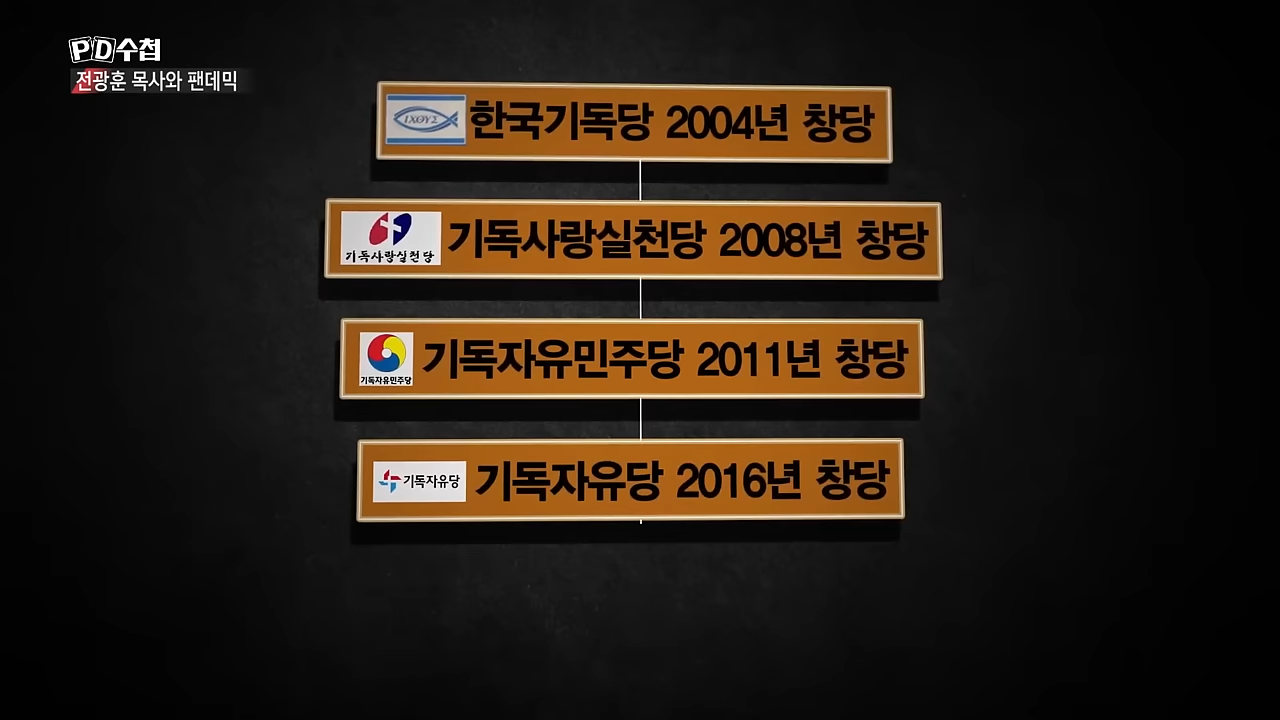 PD수첩
전광훈 목사와 팬데믹
ΙΧΘΥΣ 한국기독당 2004년 창당
기독사랑실천당 기독사랑실천당 2008년 창당
기독자유민주당 기독자유민주당 2011년 창당
기독자유당 기독자유당 2016년 창당